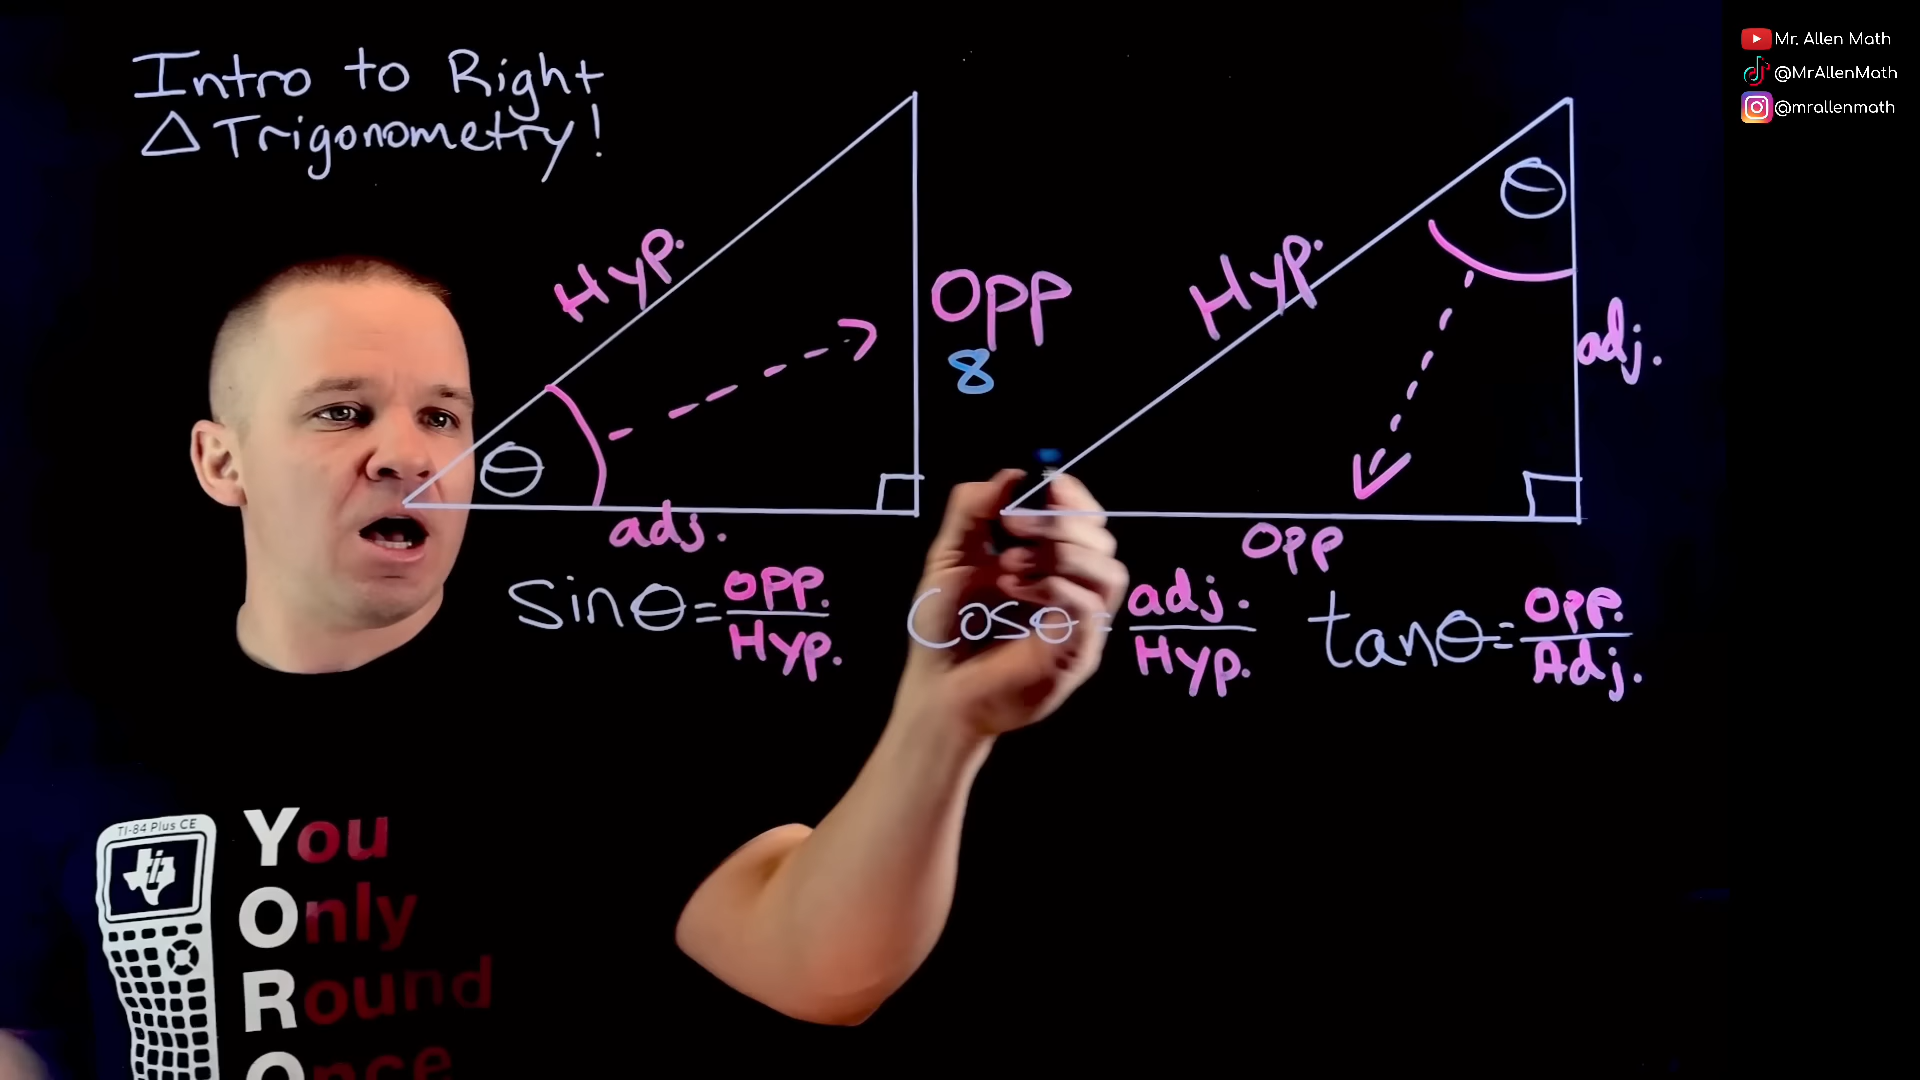 Intro to Right
△ Trigonometry!
Mr. Allen Math
@MrAllenMath
@mrallenmath
Hyp.
Opp
8
θ
adj.
Hyp.
θ
adj.
Opp
sinθ = opp. / Hyp.
Cosθ = adj. / Hyp.
tanθ = Opp. / Adj.
TI-84 Plus CE
You
Only
Round
Once